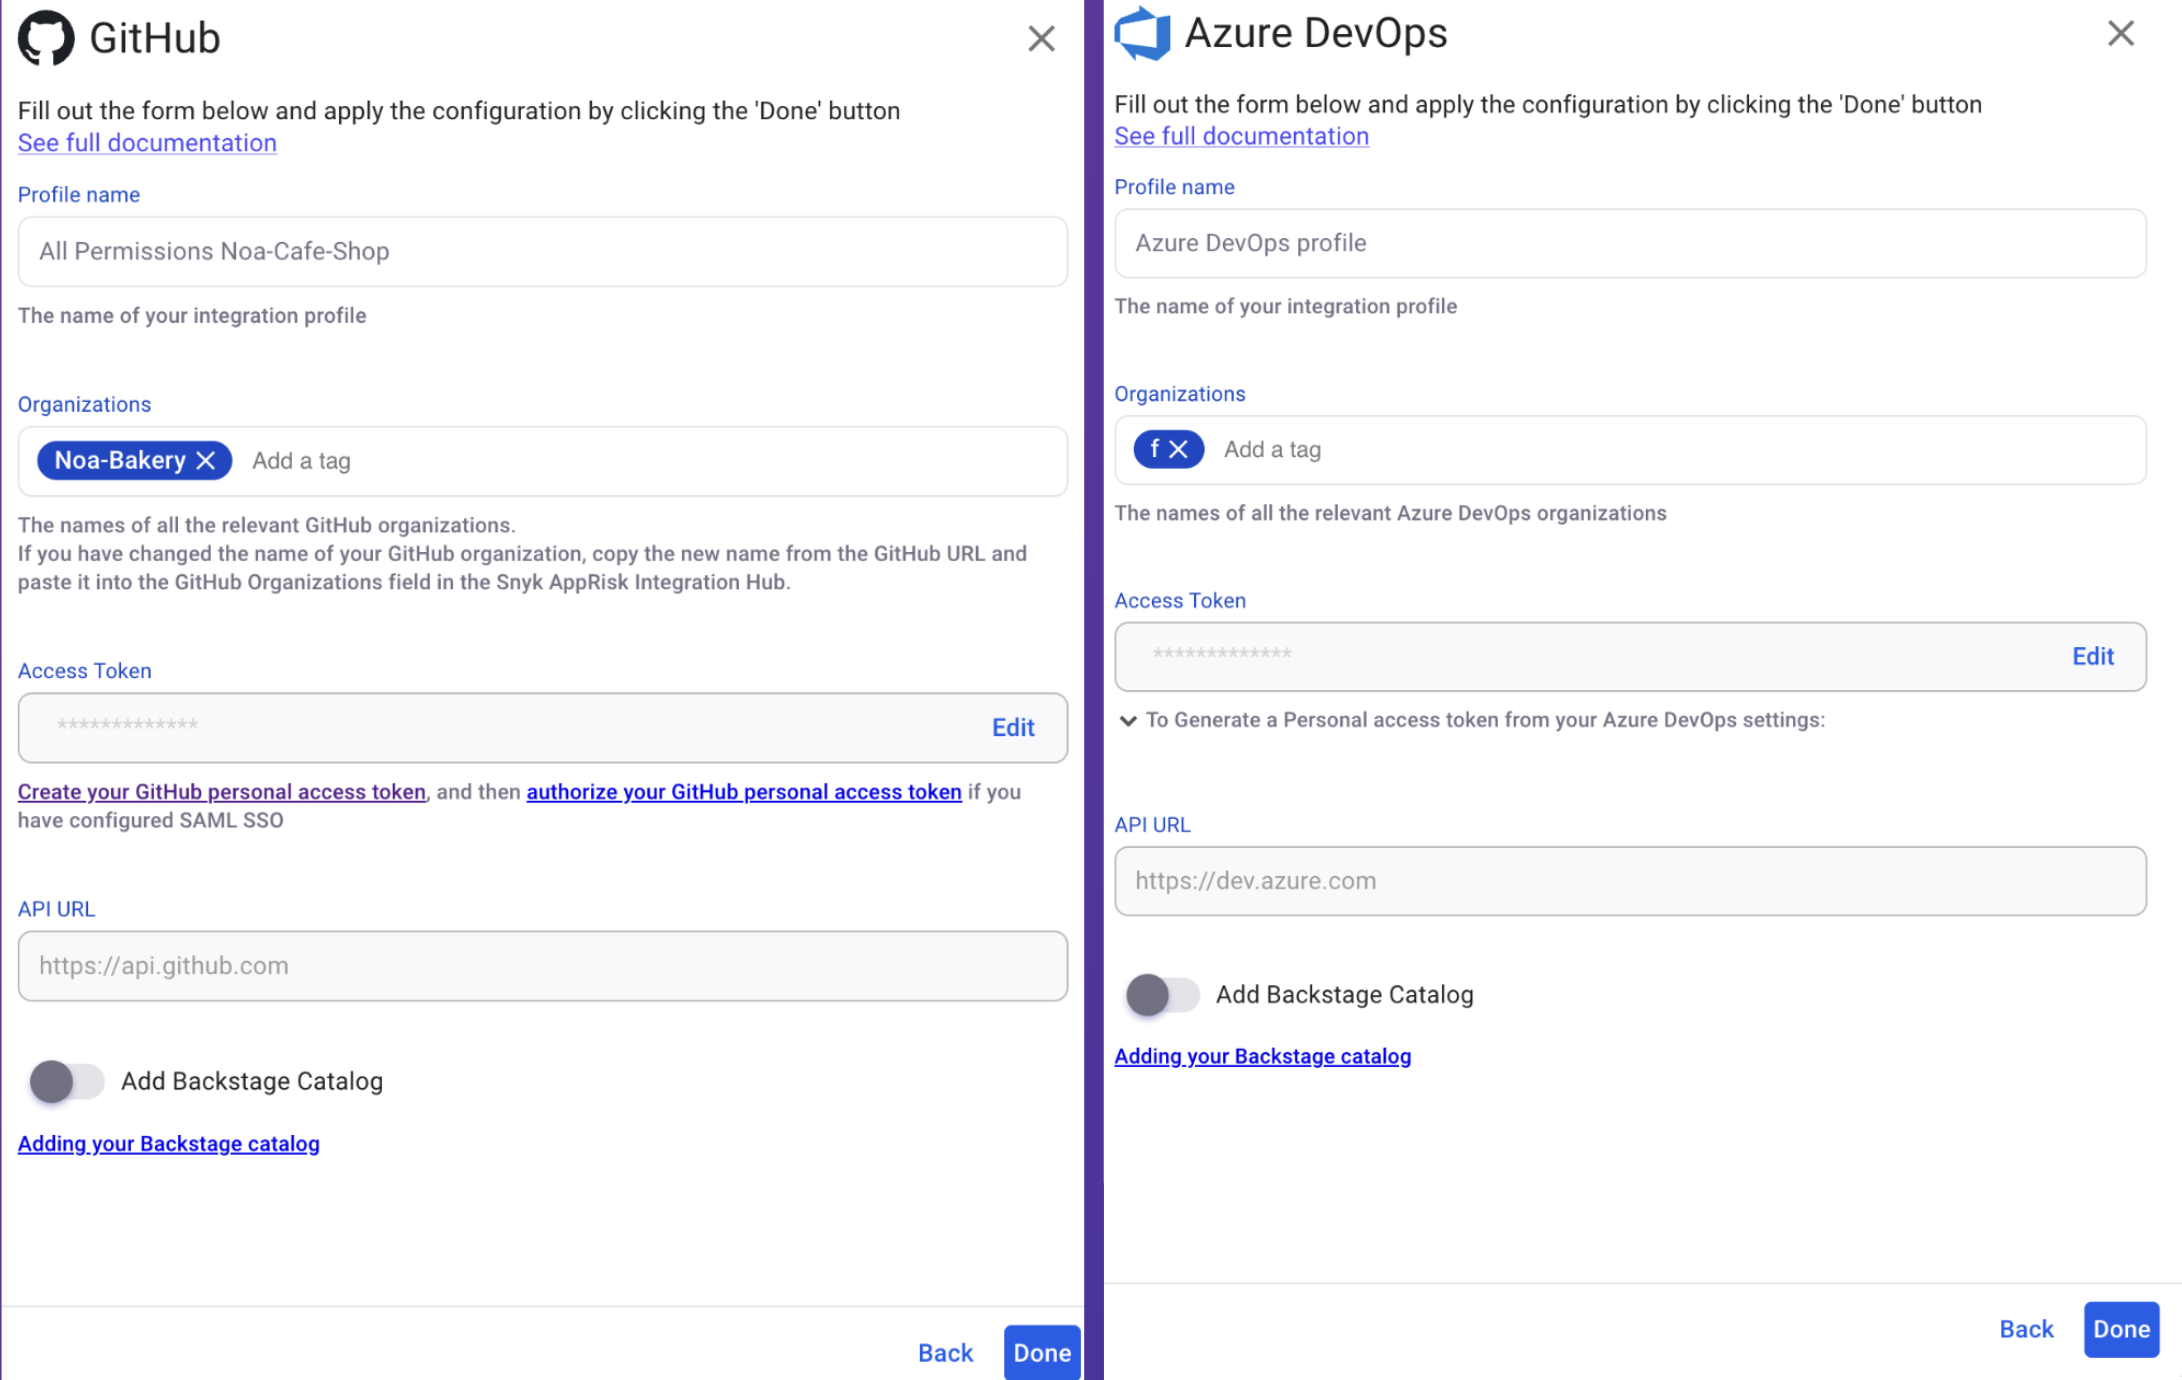 GitHub
Fill out the form below and apply the configuration by clicking the 'Done' button
See full documentation
Profile name
All Permissions Noa-Cafe-Shop
The name of your integration profile
Organizations
Noa-Bakery
Add a tag
The names of all the relevant GitHub organizations.
If you have changed the name of your GitHub organization, copy the new name from the GitHub URL and
paste it into the GitHub Organizations field in the Snyk AppRisk Integration Hub.
Access Token
*************
Edit
Create your GitHub personal access token, and then authorize your GitHub personal access token if you
have configured SAML SSO
API URL
https://api.github.com
Add Backstage Catalog
Adding your Backstage catalog
Back
Done
Azure DevOps
Fill out the form below and apply the configuration by clicking the 'Done' button
See full documentation
Profile name
Azure DevOps profile
The name of your integration profile
Organizations
f
Add a tag
The names of all the relevant Azure DevOps organizations
Access Token
*************
Edit
To Generate a Personal access token from your Azure DevOps settings:
API URL
https://dev.azure.com
Add Backstage Catalog
Adding your Backstage catalog
Back
Done